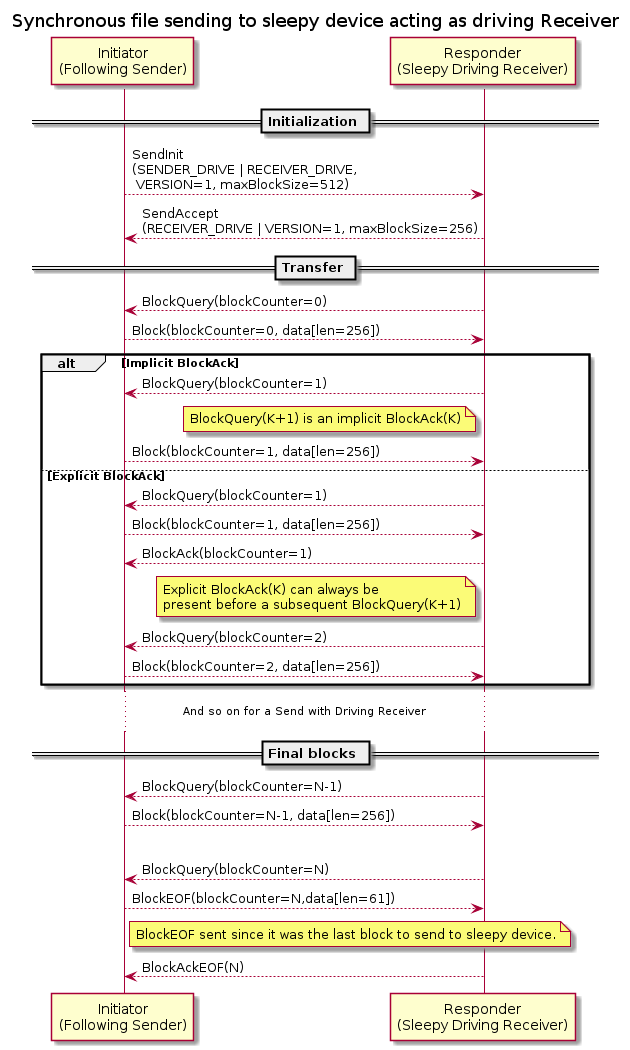 Synchronous file sending to sleepy device acting as driving Receiver
Initiator
(Following Sender)
Responder
(Sleepy Driving Receiver)
Initialization
SendInit
(SENDER_DRIVE | RECEIVER_DRIVE,
VERSION=1, maxBlockSize=512)
SendAccept
(RECEIVER_DRIVE | VERSION=1, maxBlockSize=256)
Transfer
BlockQuery(blockCounter=0)
Block(blockCounter=0, data[len=256])
alt [Implicit BlockAck]
BlockQuery(blockCounter=1)
BlockQuery(K+1) is an implicit BlockAck(K)
Block(blockCounter=1, data[len=256])
[Explicit BlockAck]
BlockQuery(blockCounter=1)
Block(blockCounter=1, data[len=256])
BlockAck(blockCounter=1)
Explicit BlockAck(K) can always be
present before a subsequent BlockQuery(K+1)
BlockQuery(blockCounter=2)
Block(blockCounter=2, data[len=256])
And so on for a Send with Driving Receiver
Final blocks
BlockQuery(blockCounter=N-1)
Block(blockCounter=N-1, data[len=256])
BlockQuery(blockCounter=N)
BlockEOF(blockCounter=N,data[len=61])
BlockEOF sent since it was the last block to send to sleepy device.
BlockAckEOF(N)
Initiator
(Following Sender)
Responder
(Sleepy Driving Receiver)